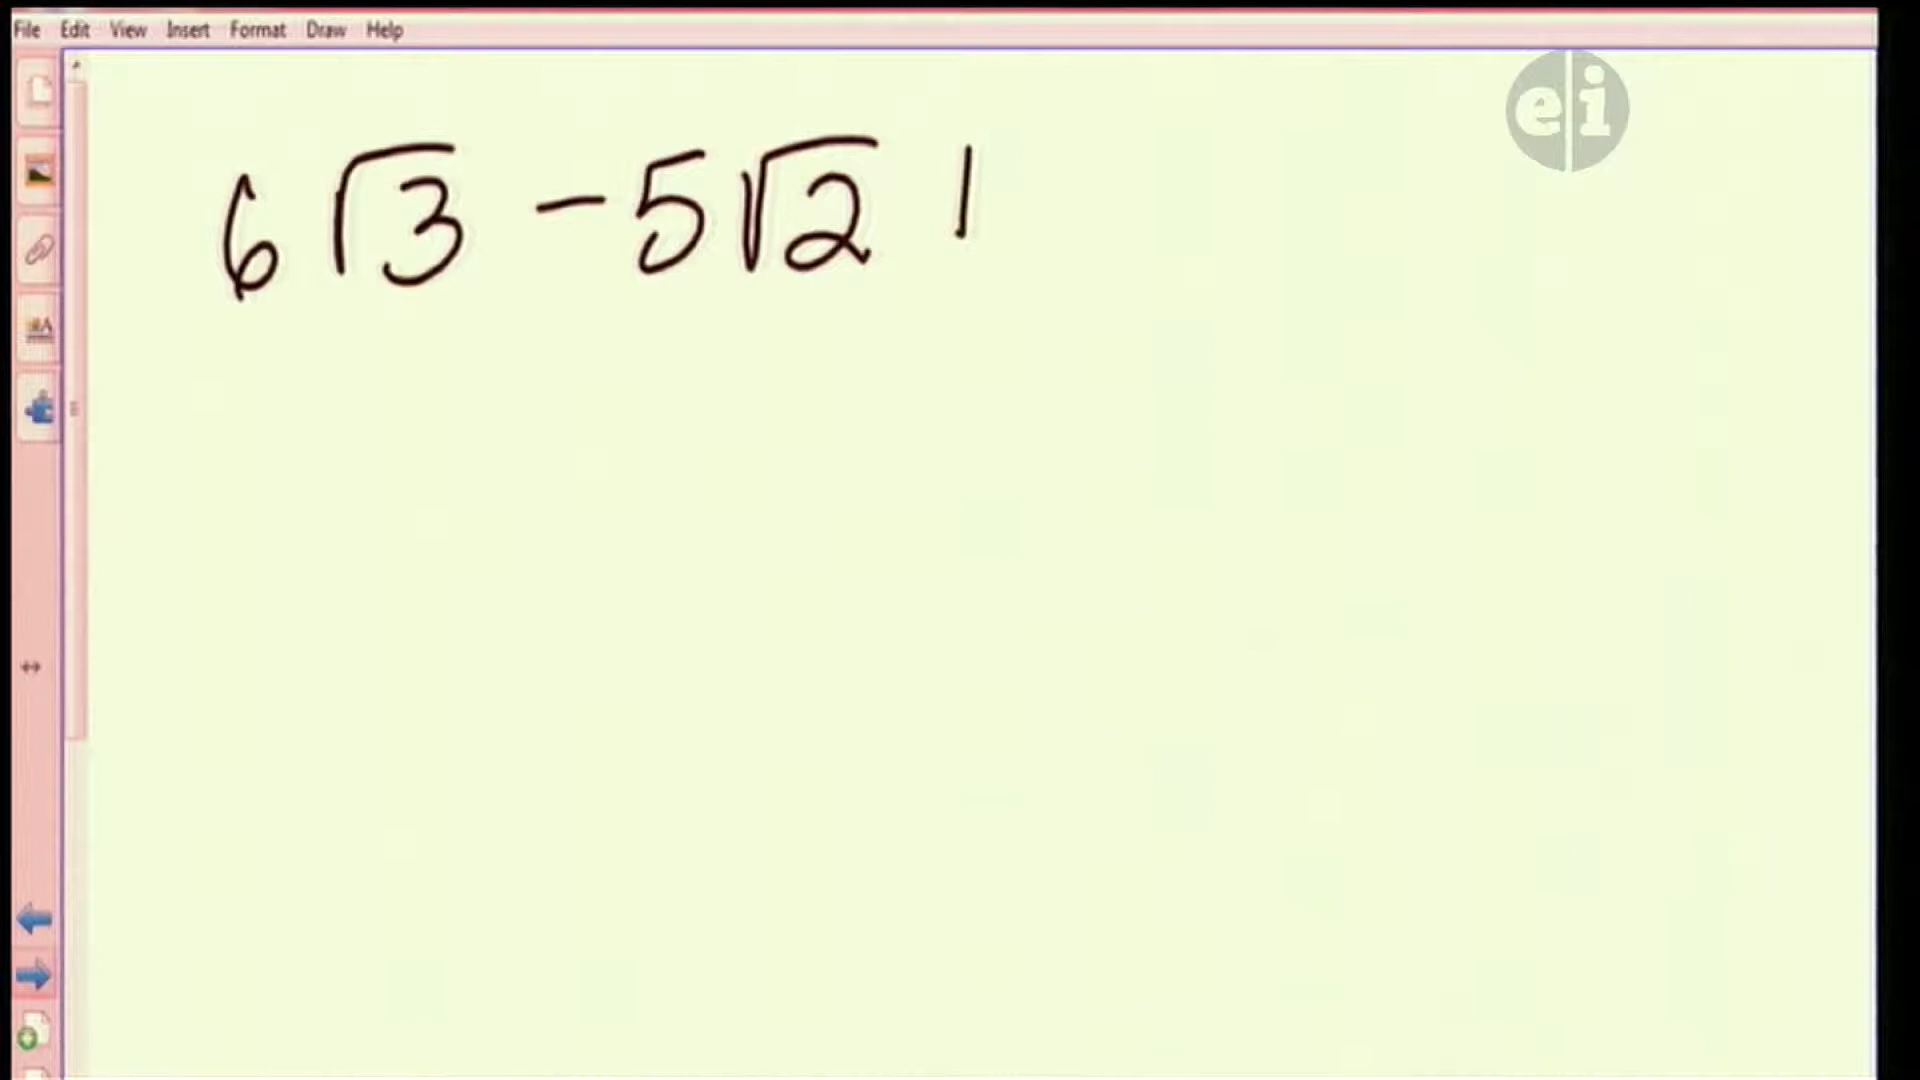 File Edit View Insert Format Draw Help
ei
6√3 - 5√2 |